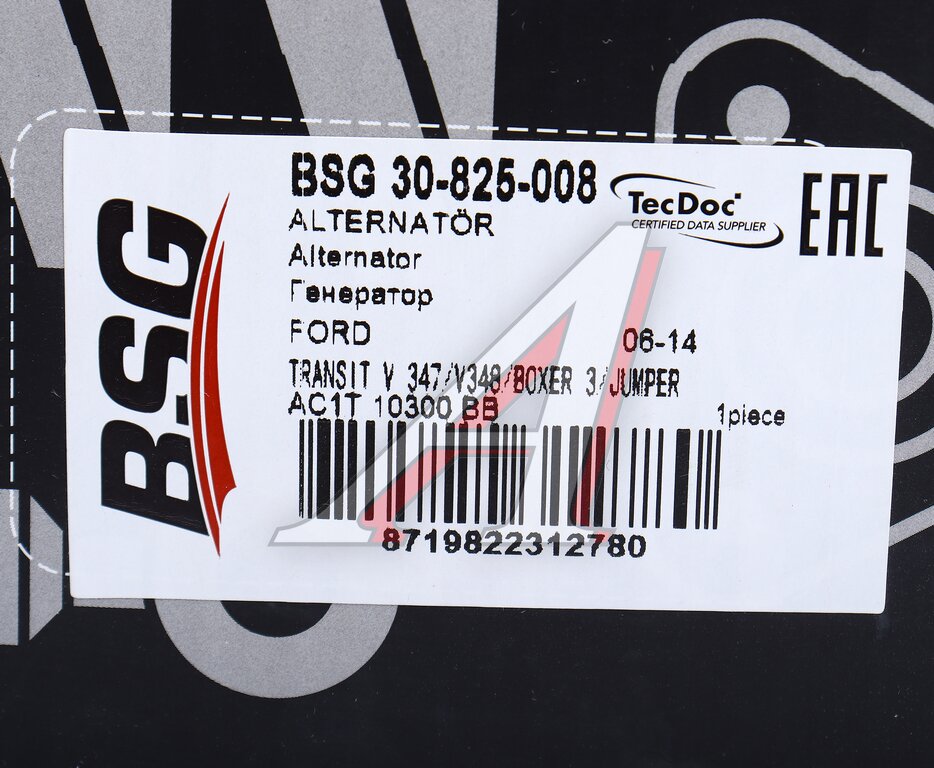 BSG
BSG 30-825-008
TecDoc
CERTIFIED DATA SUPPLIER
EAC
ALTERNATÖR
Alternator
Генератор
FORD
06-14
TRANSIT V 347/V348/BOXER 3/JUMPER
AC1T 10300 BB
1piece
8719822312780